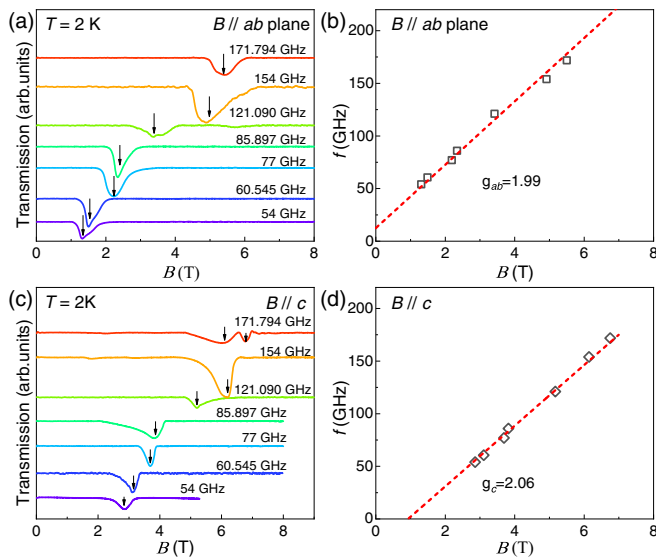 (a) T = 2 K B // ab plane
171.794 GHz
154 GHz
121.090 GHz
85.897 GHz
77 GHz
60.545 GHz
54 GHz
Transmission (arb.units)
0 2 4 6 8
B (T)
(b) B // ab plane
200
150
100
50
0
f (GHz)
g_ab=1.99
0 2 4 6 8
B (T)
(c) T = 2K B // c
171.794 GHz
154 GHz
121.090 GHz
85.897 GHz
77 GHz
60.545 GHz
54 GHz
Transmission (arb.units)
0 2 4 6 8
B (T)
(d) B // c
200
150
100
50
0
f (GHz)
g_c=2.06
0 2 4 6 8
B (T)